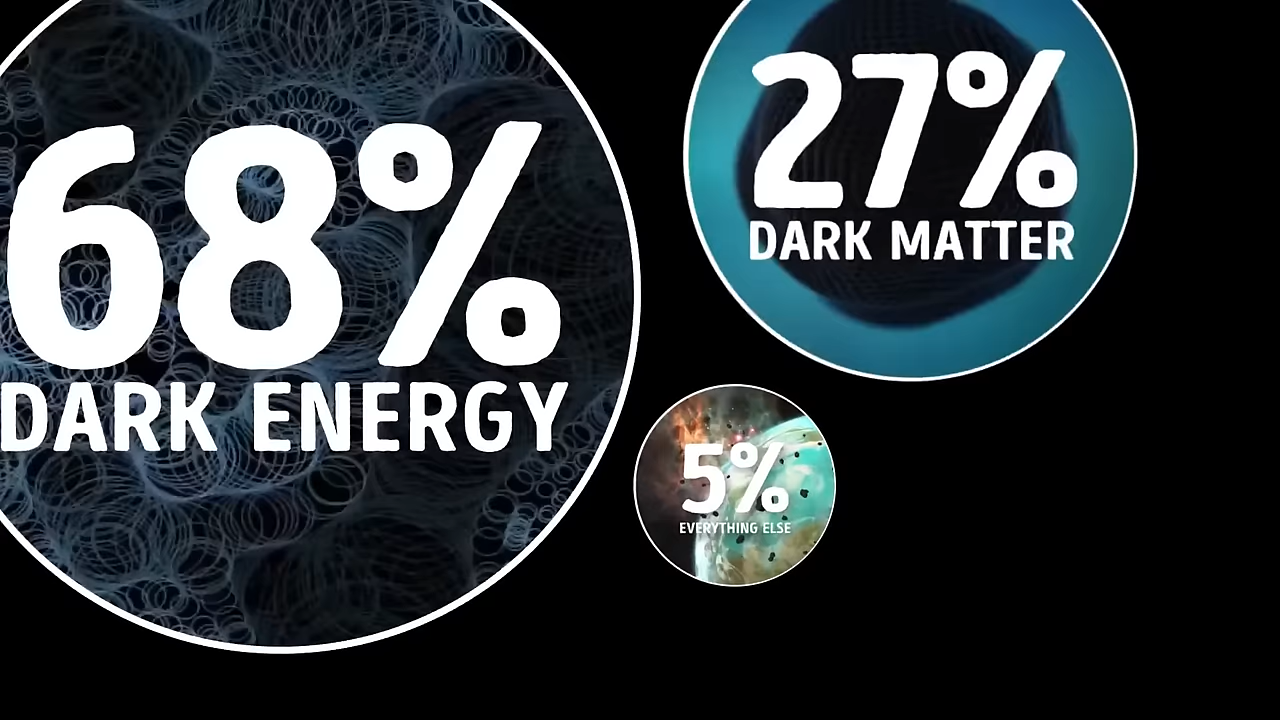 68%
DARK ENERGY
27%
DARK MATTER
5%
EVERYTHING ELSE